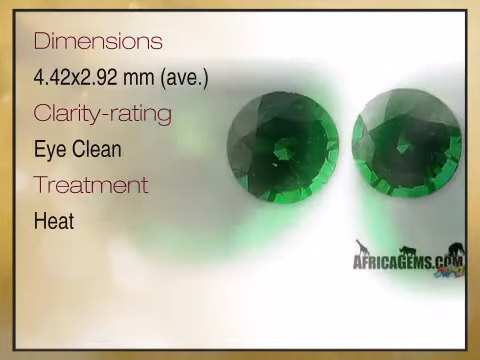 Dimensions
4.42x2.92 mm (ave.)
Clarity-rating
Eye Clean
Treatment
Heat
AFRICAGEMS.COM